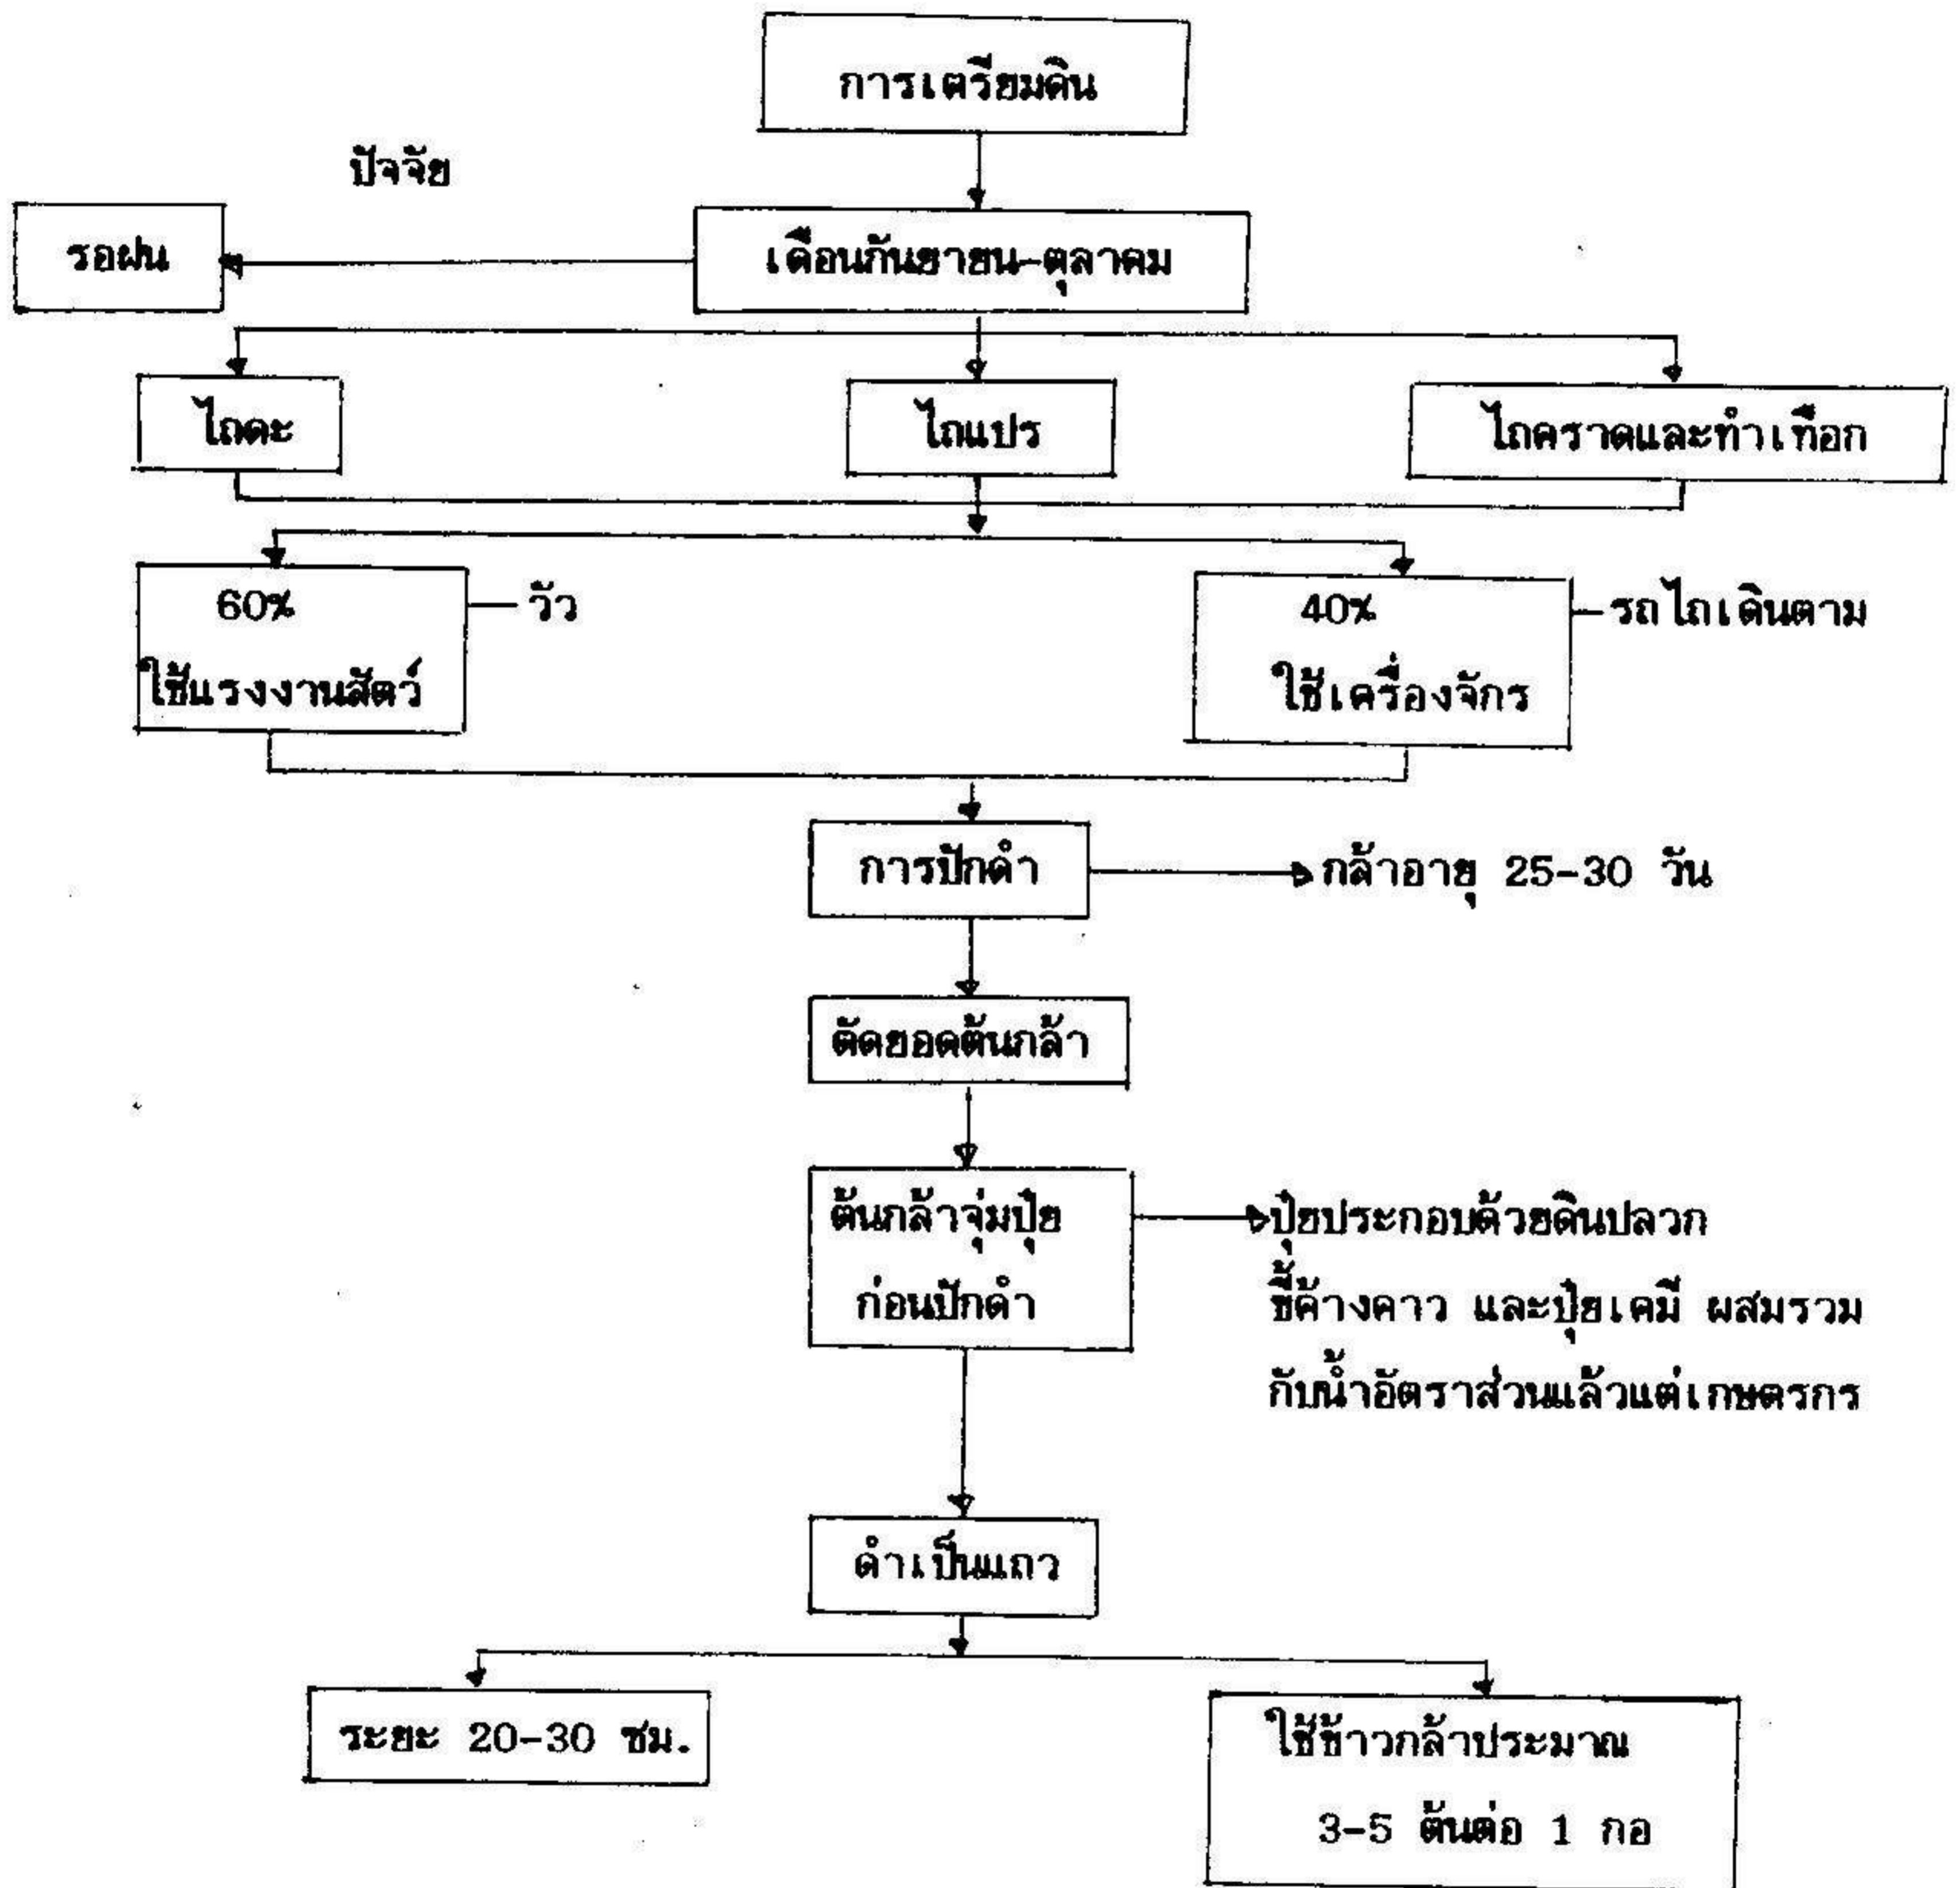 การเตรียมดิน
ปัจจัย
รอฝน
เดือนกันยายน-ตุลาคม
ไถดะ
ไถแปร
ไถคราดและทำเทือก
60%
วัว
ใช้แรงงานสัตว์
40%
รถไถเดินตาม
ใช้เครื่องจักร
การปักดำ
กล้าอายุ 25-30 วัน
ตัดยอดต้นกล้า
ต้นกล้าจุ่มปุ๋ย
ก่อนปักดำ
ปุ๋ยประกอบด้วยดินปลวก
ขี้ค้างคาว และปุ๋ยเคมี ผสมรวม
กับน้ำอัตราส่วนแล้วแต่เกษตรกร
ดำเป็นแถว
ระยะ 20-30 ซม.
ใช้ข้าวกล้าประมาณ
3-5 ต้นต่อ 1 กอ